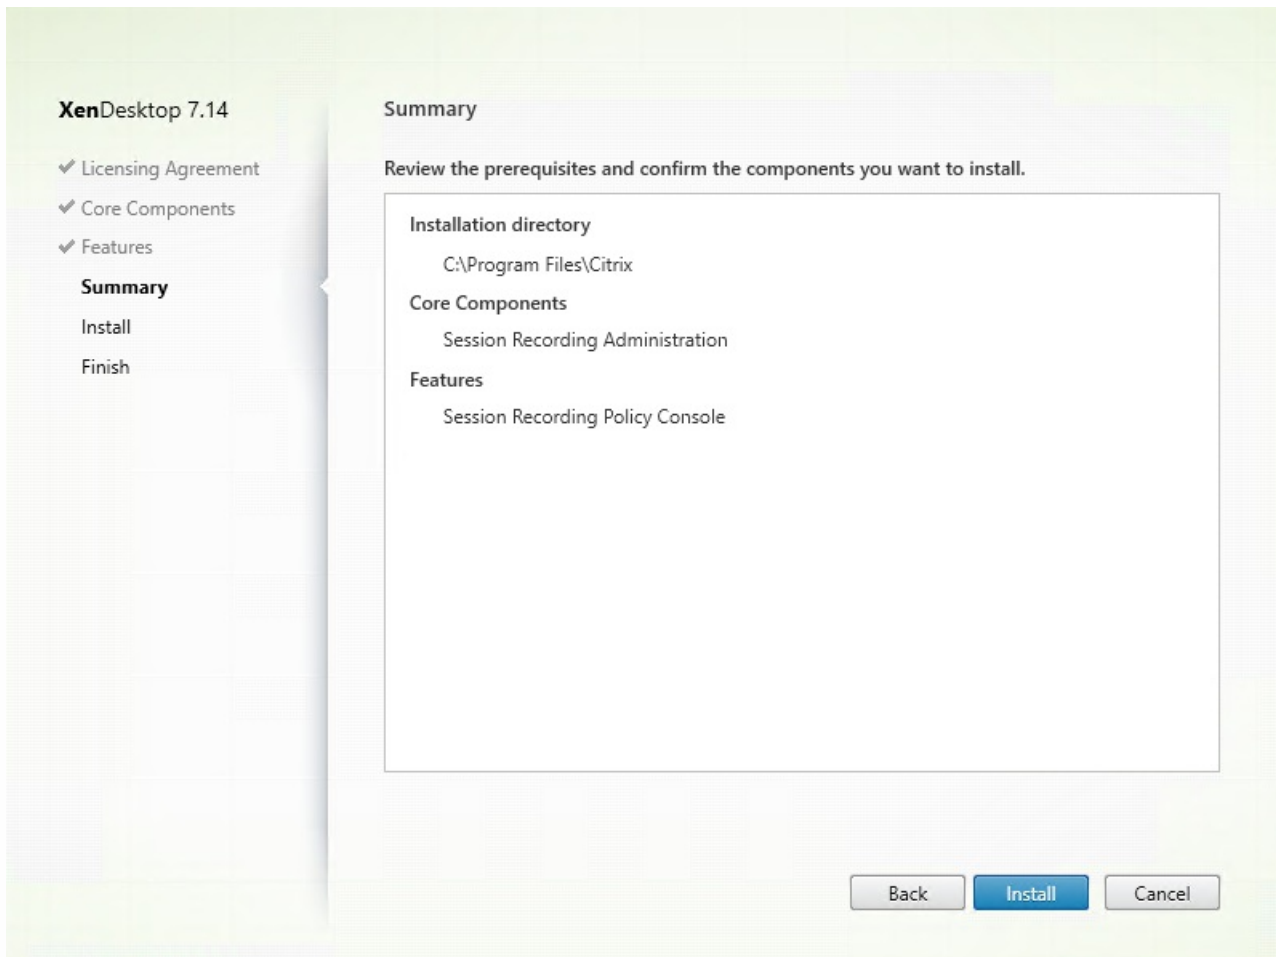 XenDesktop 7.14
Licensing Agreement
Core Components
Features
Summary
Install
Finish
Summary
Review the prerequisites and confirm the components you want to install.
Installation directory
C:\Program Files\Citrix
Core Components
Session Recording Administration
Features
Session Recording Policy Console
Back
Install
Cancel